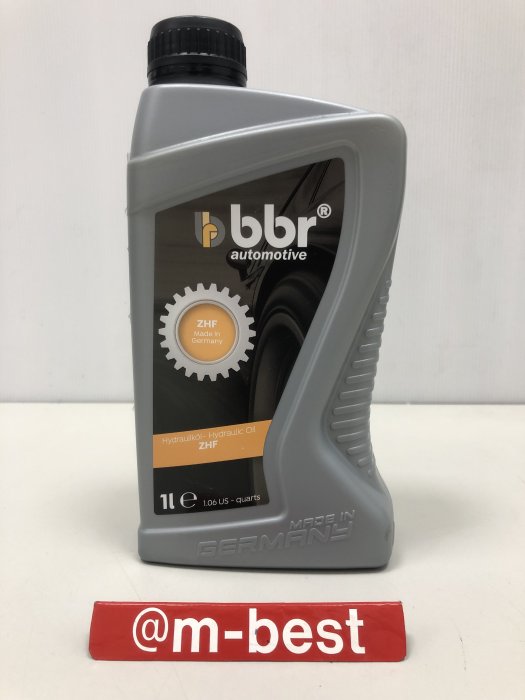 bbr®
automotive
ZHF
Made in
Germany
Hydrauliköl- Hydraulic Oil
ZHF
1l e 1.06 US - quarts
MADE IN
GERMANY
@m-best